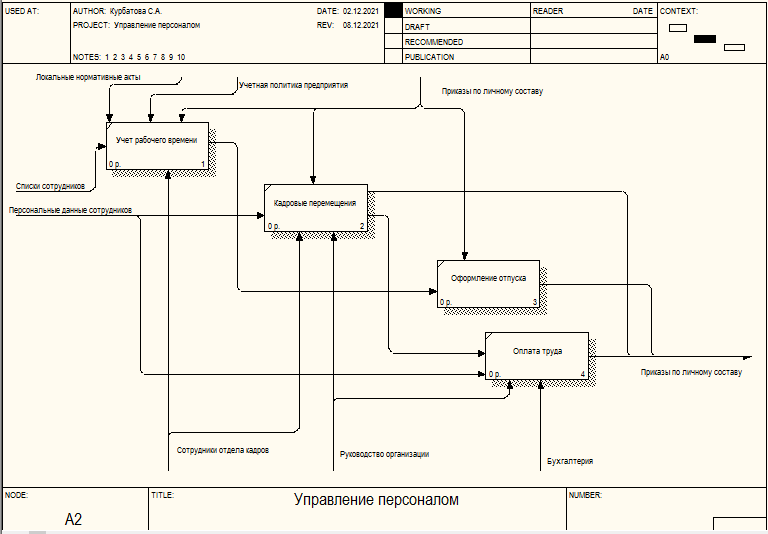 USED AT: AUTHOR: Курбатова С.А. DATE: 02.12.2021 WORKING READER DATE CONTEXT:
PROJECT: Управление персоналом REV: 08.12.2021 DRAFT
RECOMMENDED
NOTES: 1 2 3 4 5 6 7 8 9 10 PUBLICATION A0
Локальные нормативные акты
Учетная политика предприятия
Приказы по личному составу
Учет рабочего времени
0 р. 1
Списки сотрудников
Персональные данные сотрудников
Кадровые перемещения
0 р. 2
Оформление отпуска
0 р. 3
Оплата труда
0 р. 4
Приказы по личному составу
Сотрудники отдела кадров
Руководство организации
Бухгалтерия
NODE: TITLE: Управление персоналом NUMBER:
A2